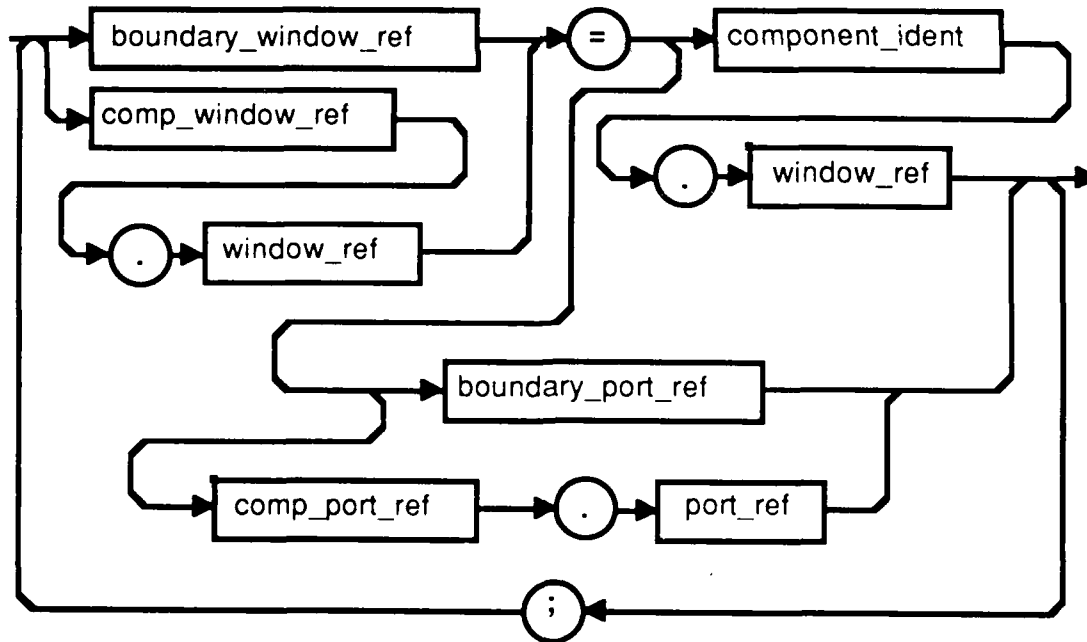 boundary_window_ref
=
component_ident
comp_window_ref
.
window_ref
.
window_ref
boundary_port_ref
comp_port_ref
.
port_ref
;